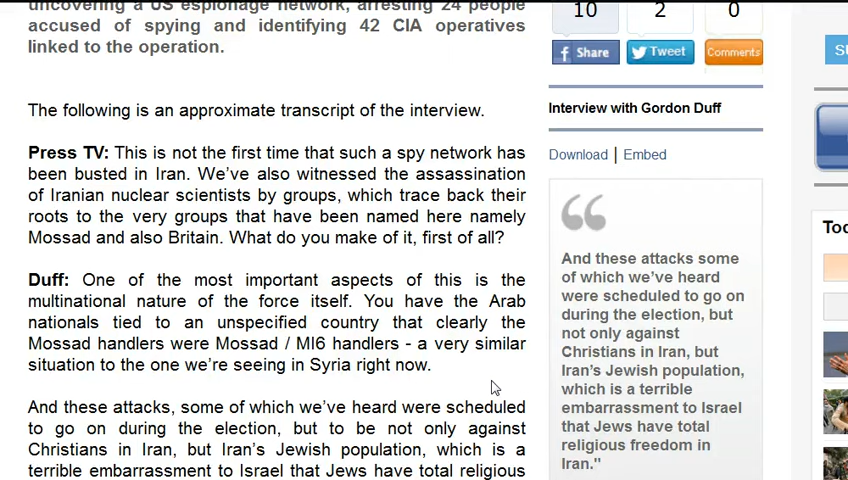 uncovering a US espionage network, arresting 24 people
accused of spying and identifying 42 CIA operatives
linked to the operation.
The following is an approximate transcript of the interview.
Press TV: This is not the first time that such a spy network has
been busted in Iran. We've also witnessed the assassination
of Iranian nuclear scientists by groups, which trace back their
roots to the very groups that have been named here namely
Mossad and also Britain. What do you make of it, first of all?
Duff: One of the most important aspects of this is the
multinational nature of the force itself. You have the Arab
nationals tied to an unspecified country that clearly the
Mossad handlers were Mossad / MI6 handlers - a very similar
situation to the one we're seeing in Syria right now.
And these attacks, some of which we've heard were scheduled
to go on during the election, but to be not only against
Christians in Iran, but Iran's Jewish population, which is a
terrible embarrassment to Israel that Jews have total religious
10 2 0
Share Tweet Comments
Interview with Gordon Duff
Download | Embed
And these attacks some
of which we've heard
were scheduled to go on
during the election, but
not only against
Christians in Iran, but
Iran's Jewish population,
which is a terrible
embarrassment to Israel
that Jews have total
religious freedom in
Iran."